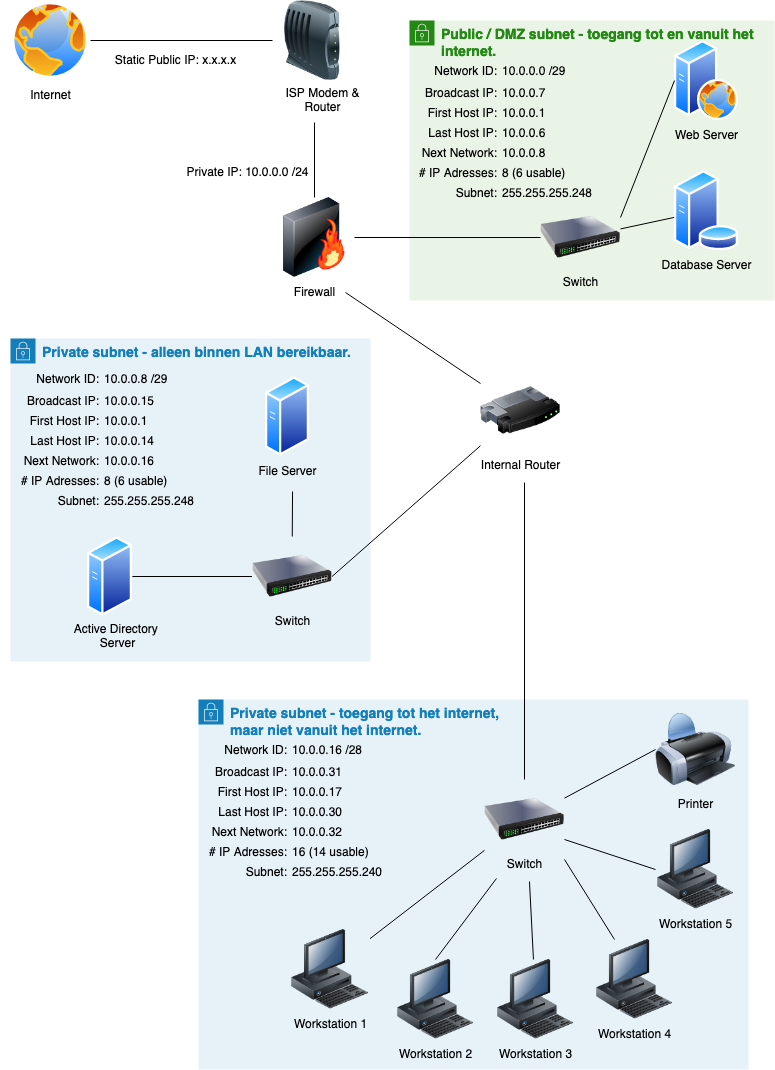 Internet
Static Public IP: x.x.x.x
ISP Modem &
Router
Private IP: 10.0.0.0 /24
Firewall
Public / DMZ subnet - toegang tot en vanuit het
internet.
Network ID: 10.0.0.0 /29
Broadcast IP: 10.0.0.7
First Host IP: 10.0.0.1
Last Host IP: 10.0.0.6
Next Network: 10.0.0.8
# IP Adresses: 8 (6 usable)
Subnet: 255.255.255.248
Web Server
Database Server
Switch
Private subnet - alleen binnen LAN bereikbaar.
Network ID: 10.0.0.8 /29
Broadcast IP: 10.0.0.15
First Host IP: 10.0.0.1
Last Host IP: 10.0.0.14
Next Network: 10.0.0.16
# IP Adresses: 8 (6 usable)
Subnet: 255.255.255.248
File Server
Active Directory
Server
Switch
Internal Router
Private subnet - toegang tot het internet,
maar niet vanuit het internet.
Network ID: 10.0.0.16 /28
Broadcast IP: 10.0.0.31
First Host IP: 10.0.0.17
Last Host IP: 10.0.0.30
Next Network: 10.0.0.32
# IP Adresses: 16 (14 usable)
Subnet: 255.255.255.240
Printer
Switch
Workstation 5
Workstation 1
Workstation 2
Workstation 3
Workstation 4